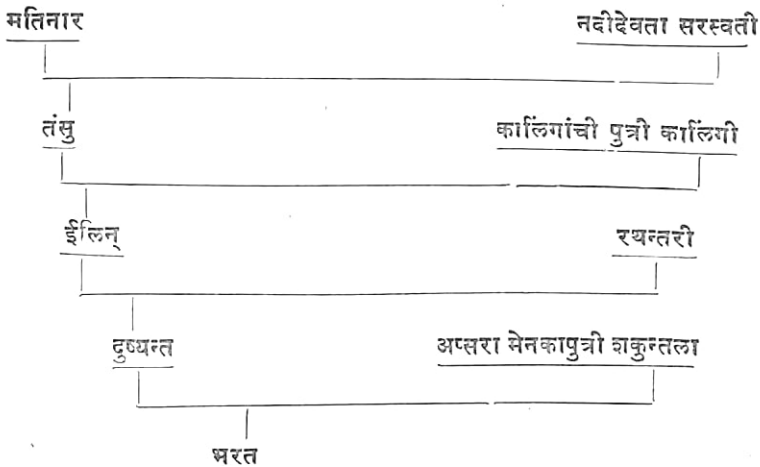 मतिनार नदीदेवता सरस्वती
तंसु कालिंगांची पुत्री कालिंगी
ईलिन् रथन्तरी
दुष्यन्त अप्सरा मेनकापुत्री शकुन्तला
भरत